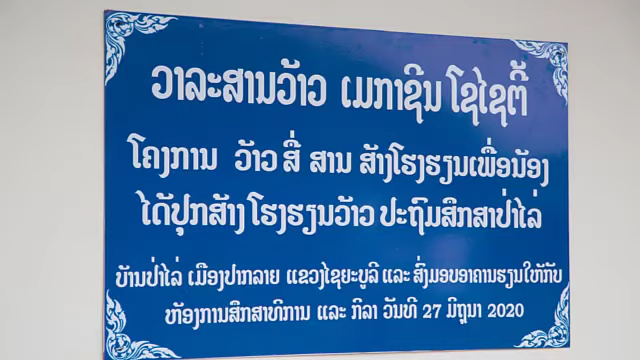 ວາລະສານວ້າວ ເມກາຊີນ ໂຊໄຊຕີ້
ໂຄງການ ວ້າວ ສື່ ສານ ສ້າງໂຮງຮຽນເພື່ອນ້ອງ
ໄດ້ປຸກສ້າງ ໂຮງຮຽນວ້າວ ປະຖົມສຶກສາປ່າໄລ່
ບ້ານປ່າໄລ່ ເມືອງປາກລາຍ ແຂວງໄຊຍະບູລີ ແລະ ສົ່ງມອບອາຄານຮຽນໃຫ້ກັບ
ຫ້ອງການສຶກສາທິການ ແລະ ກິລາ ວັນທີ 27 ມິຖຸນາ 2020